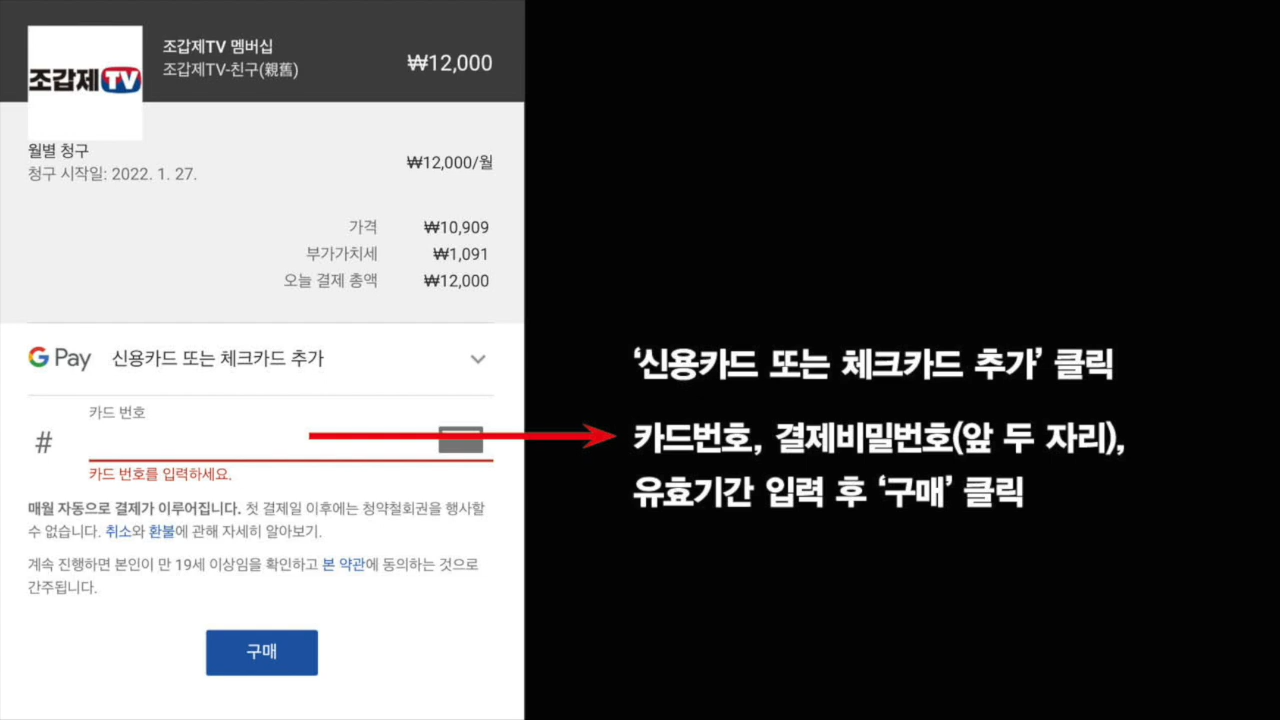 조갑제TV
조갑제TV 멤버십
조갑제TV-친구(親舊)
₩12,000
월별 청구
청구 시작일: 2022. 1. 27.
₩12,000/월
가격 ₩10,909
부가가치세 ₩1,091
오늘 결제 총액 ₩12,000
G Pay 신용카드 또는 체크카드 추가
카드 번호
#
카드 번호를 입력하세요.
매월 자동으로 결제가 이루어집니다. 첫 결제일 이후에는 청약철회권을 행사할
수 없습니다. 취소와 환불에 관해 자세히 알아보기.
계속 진행하면 본인이 만 19세 이상임을 확인하고 본 약관에 동의하는 것으로
간주됩니다.
구매
‘신용카드 또는 체크카드 추가’ 클릭
카드번호, 결제비밀번호(앞 두 자리),
유효기간 입력 후 ‘구매’ 클릭